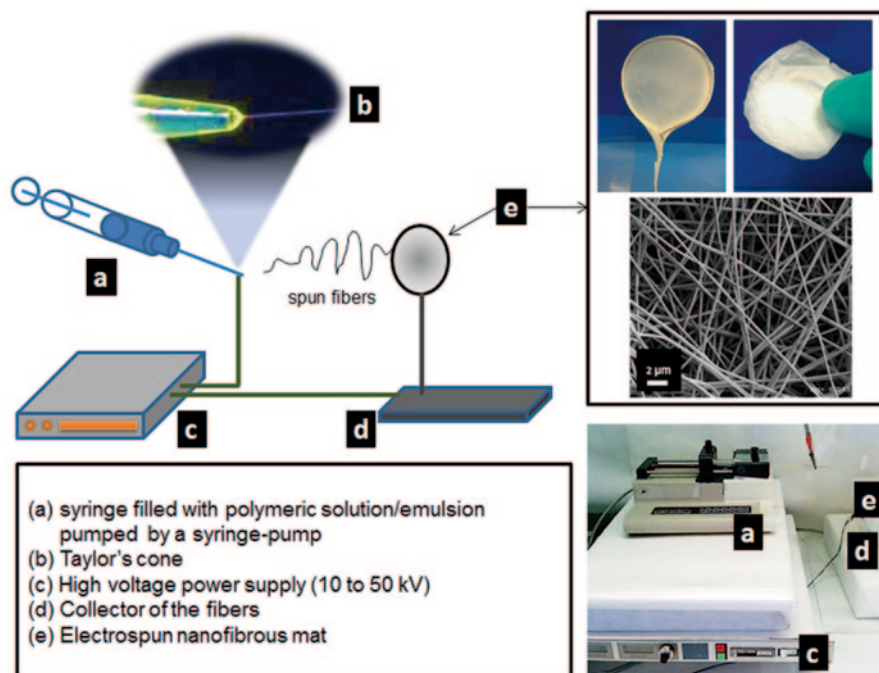 b
e
a
spun fibers
2 µm
c
d
(a) syringe filled with polymeric solution/emulsion
pumped by a syringe-pump
(b) Taylor's cone
(c) High voltage power supply (10 to 50 kV)
(d) Collector of the fibers
(e) Electrospun nanofibrous mat
e
a
d
c